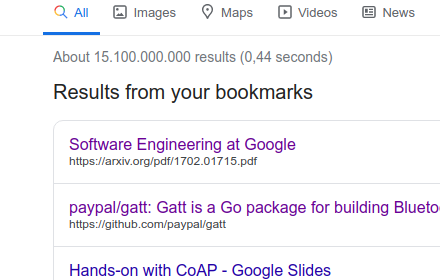 All Images Maps Videos News
About 15.100.000.000 results (0,44 seconds)
Results from your bookmarks
Software Engineering at Google
https://arxiv.org/pdf/1702.01715.pdf
paypal/gatt: Gatt is a Go package for building Blueto
https://github.com/paypal/gatt
Hands-on with CoAP - Google Slides